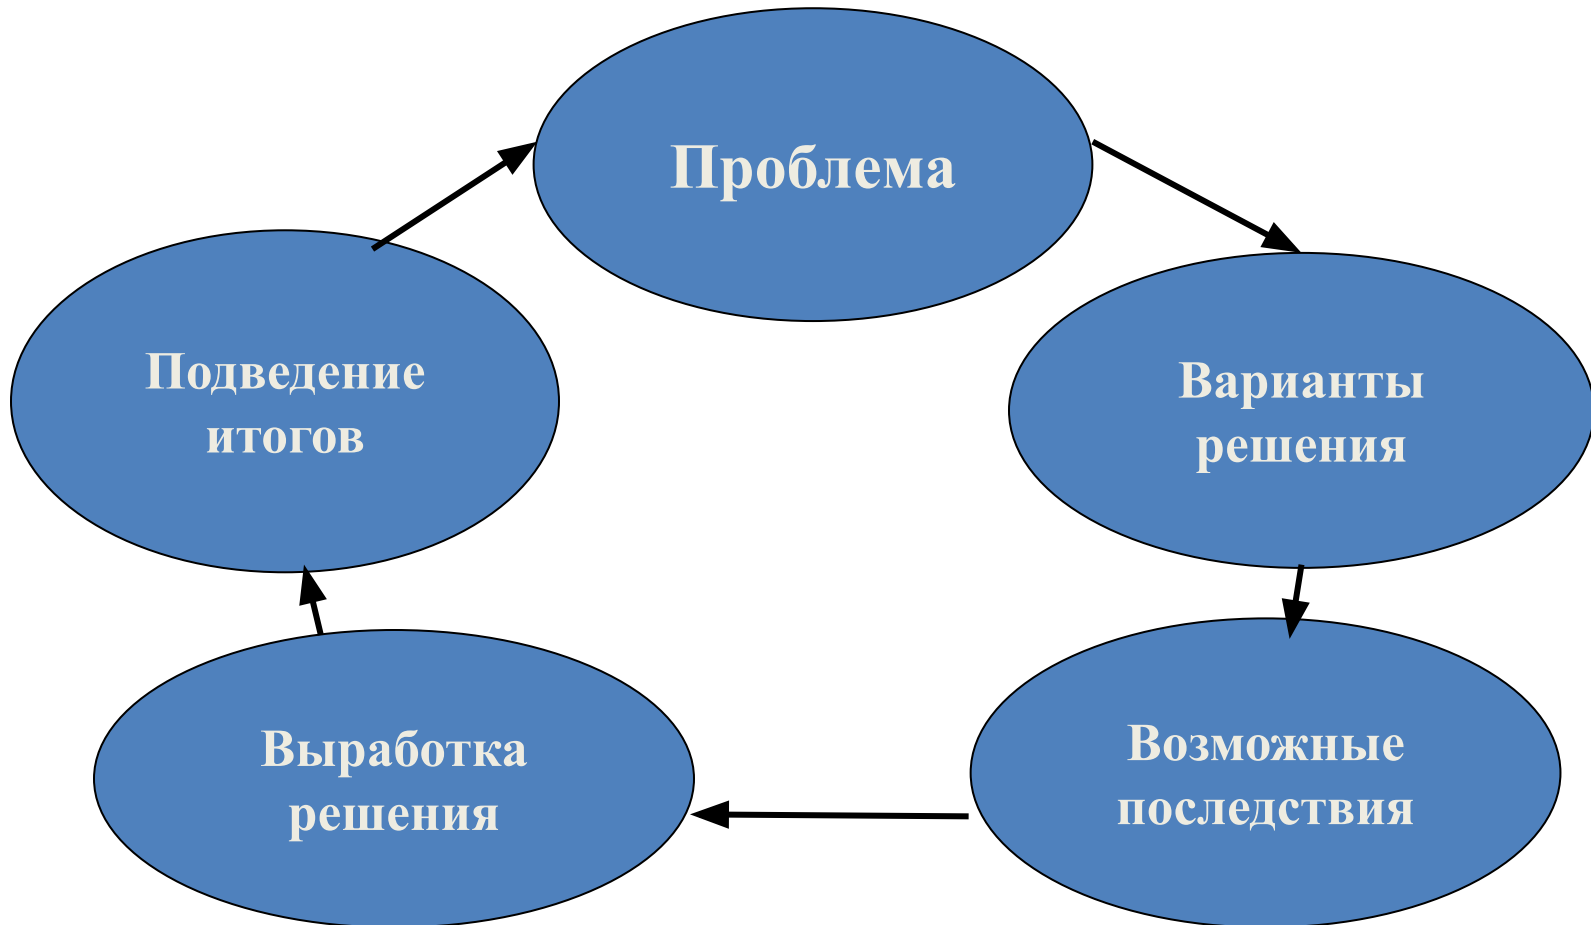 Проблема
Варианты
решения
Возможные
последствия
Выработка
решения
Подведение
итогов